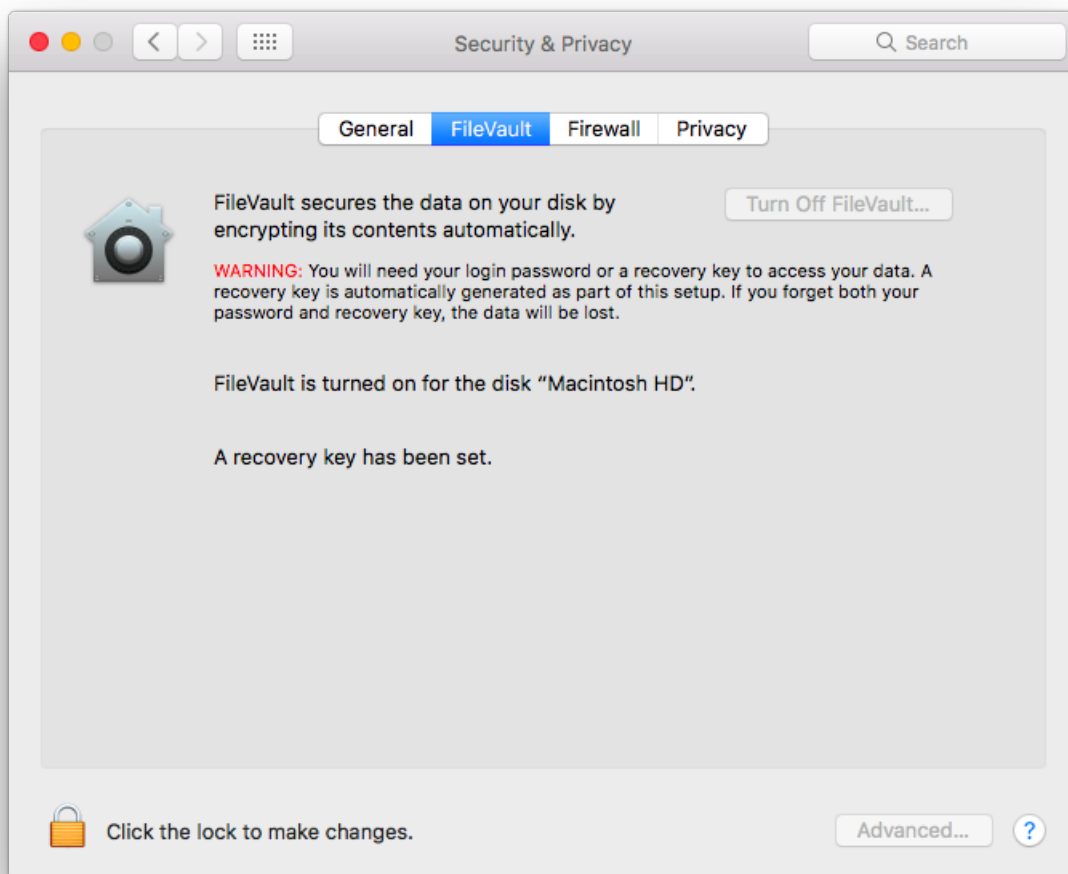 Security & Privacy
Search
General
FileVault
Firewall
Privacy
FileVault secures the data on your disk by
encrypting its contents automatically.
Turn Off FileVault...
WARNING: You will need your login password or a recovery key to access your data. A
recovery key is automatically generated as part of this setup. If you forget both your
password and recovery key, the data will be lost.
FileVault is turned on for the disk “Macintosh HD”.
A recovery key has been set.
Click the lock to make changes.
Advanced...
?